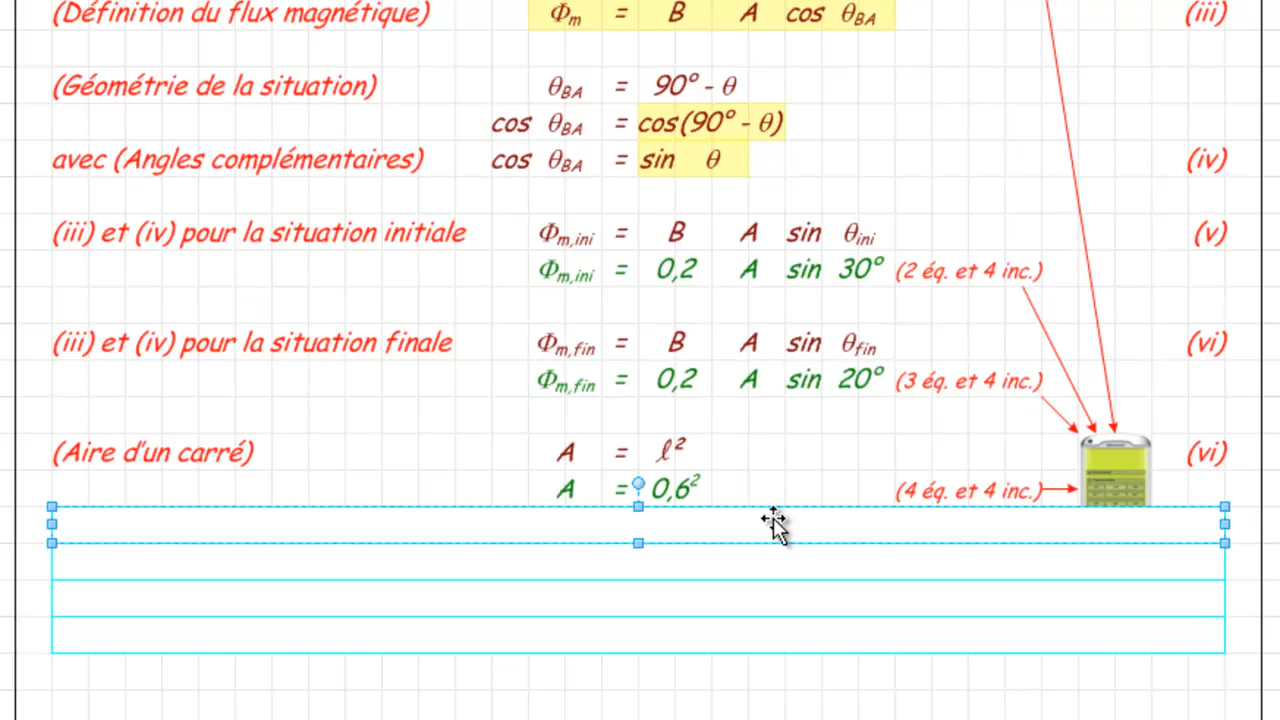 (Définition du flux magnétique) Φm = B A cos θBA (iii)
(Géométrie de la situation) θBA = 90° - θ
cos θBA = cos(90° - θ)
avec (Angles complémentaires) cos θBA = sin θ (iv)
(iii) et (iv) pour la situation initiale Φm,ini = B A sin θini (v)
Φm,ini = 0,2 A sin 30° (2 éq. et 4 inc.)
(iii) et (iv) pour la situation finale Φm,fin = B A sin θfin (vi)
Φm,fin = 0,2 A sin 20° (3 éq. et 4 inc.)
(Aire d'un carré) A = ℓ² (vi)
A = 0,6² (4 éq. et 4 inc.)